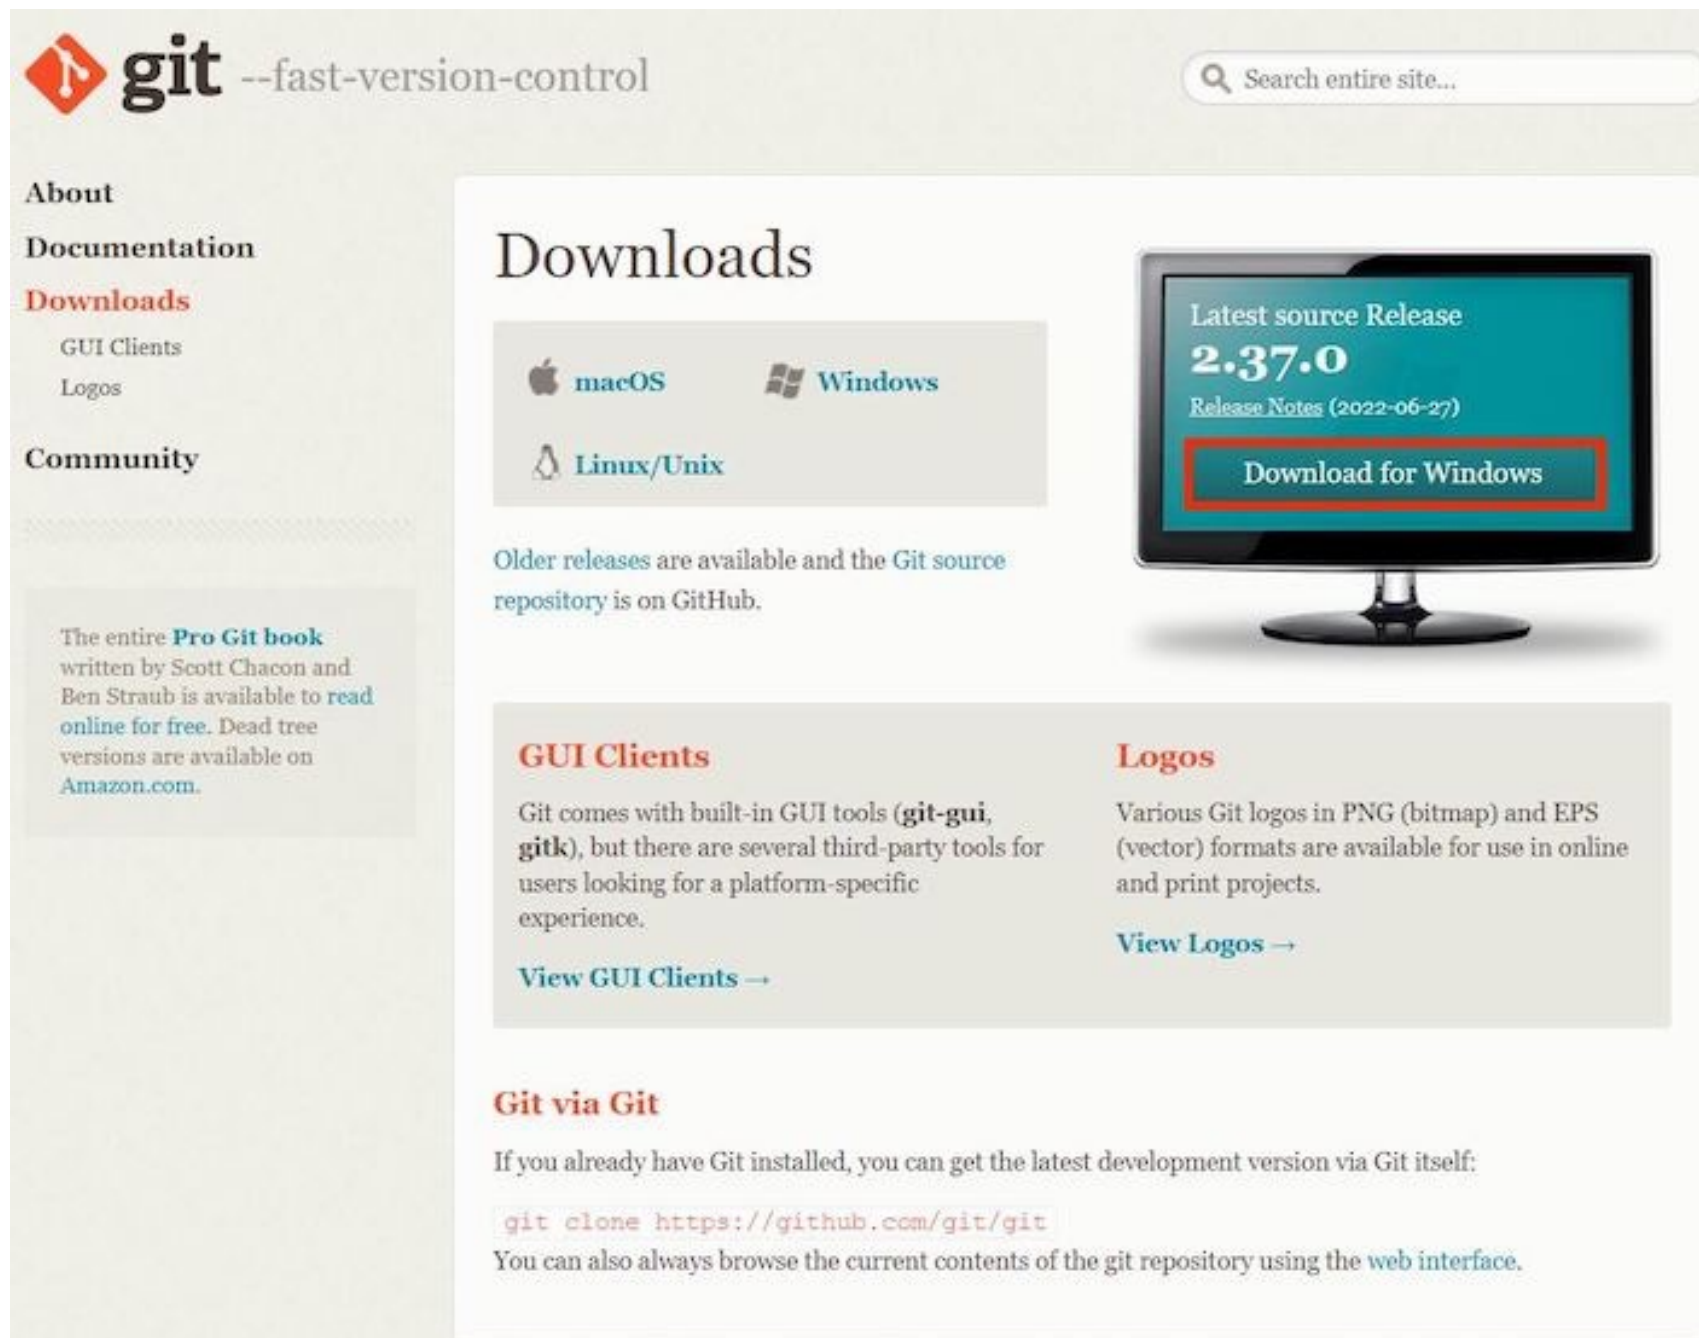 git --fast-version-control
Search entire site...
About
Documentation
Downloads
GUI Clients
Logos
Community
The entire Pro Git book
written by Scott Chacon and
Ben Straub is available to read
online for free. Dead tree
versions are available on
Amazon.com.
Downloads
macOS
Windows
Linux/Unix
Older releases are available and the Git source
repository is on GitHub.
Latest source Release
2.37.0
Release Notes (2022-06-27)
Download for Windows
GUI Clients
Git comes with built-in GUI tools (git-gui,
gitk), but there are several third-party tools for
users looking for a platform-specific
experience.
View GUI Clients →
Logos
Various Git logos in PNG (bitmap) and EPS
(vector) formats are available for use in online
and print projects.
View Logos →
Git via Git
If you already have Git installed, you can get the latest development version via Git itself:
git clone https://github.com/git/git
You can also always browse the current contents of the git repository using the web interface.